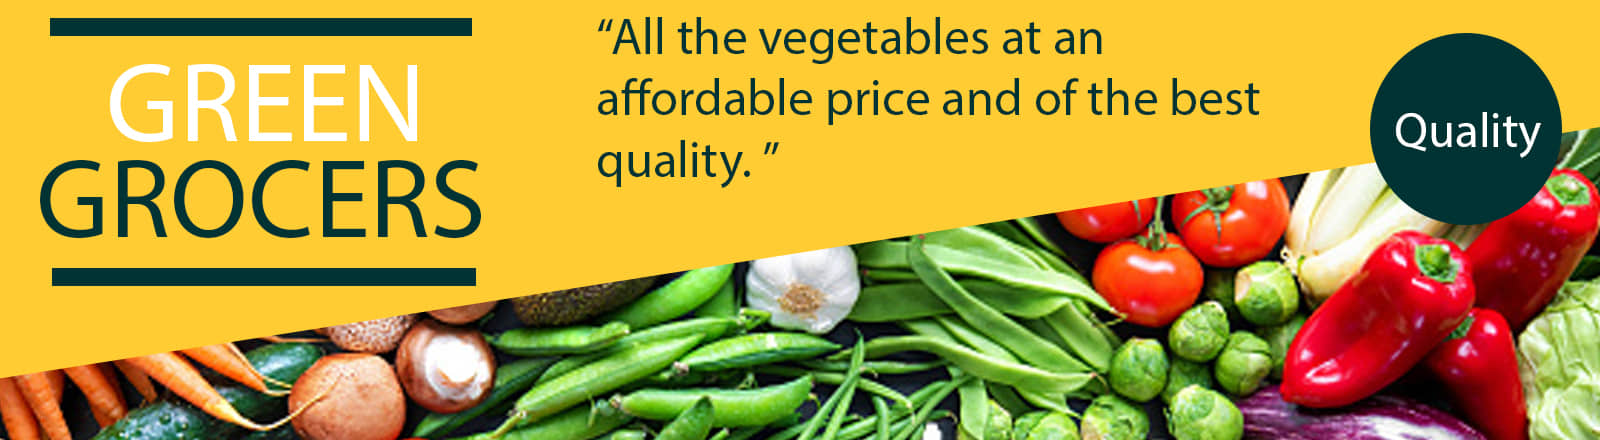 GREEN
GROCERS
“All the vegetables at an
affordable price and of the best
quality. ”
Quality